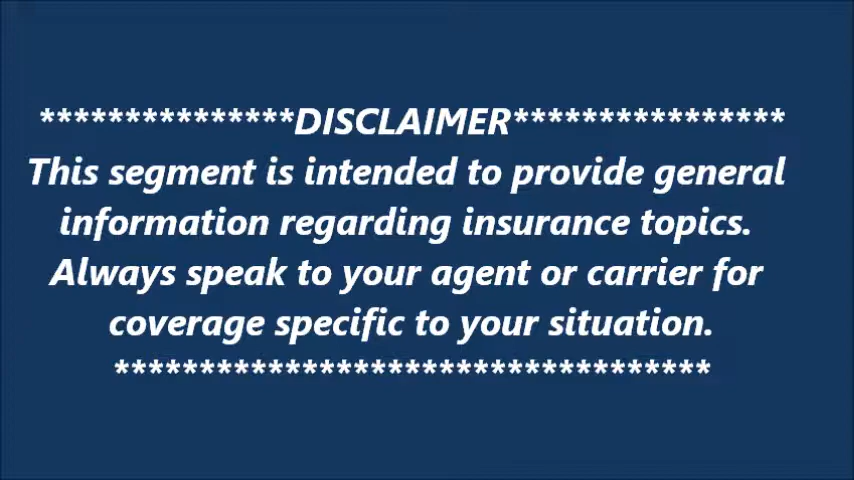 ***************DISCLAIMER****************
This segment is intended to provide general
information regarding insurance topics.
Always speak to your agent or carrier for
coverage specific to your situation.
***********************************